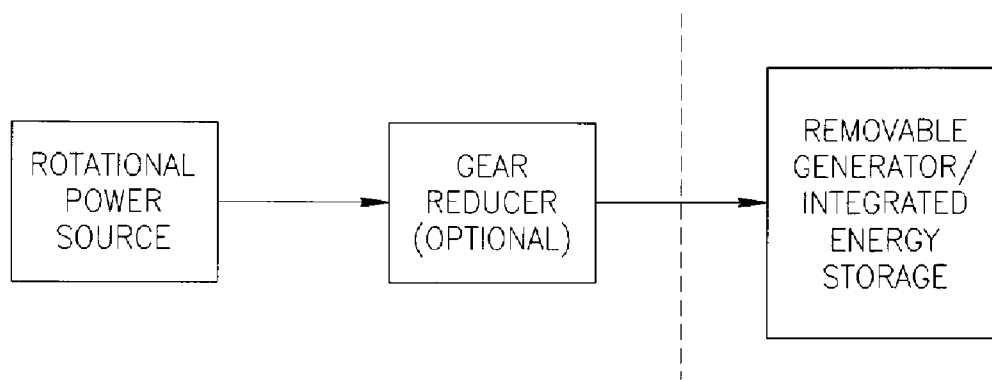 ROTATIONAL
POWER
SOURCE
GEAR
REDUCER
(OPTIONAL)
REMOVABLE
GENERATOR/
INTEGRATED
ENERGY
STORAGE